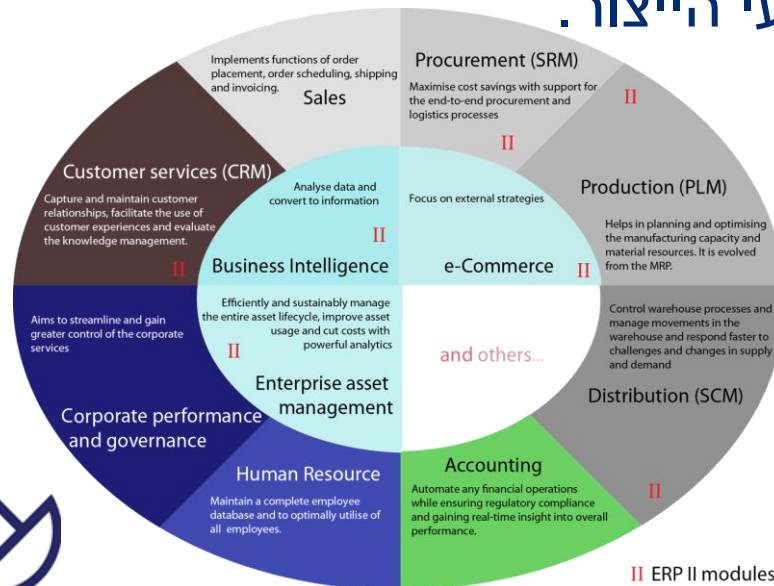 עי הייצור.
Implements functions of order
placement, order scheduling, shipping
and invoicing.
Sales
Procurement (SRM)
Maximise cost savings with support for
the end-to-end procurement and
logistics processes
II
II
Customer services (CRM)
Capture and maintain customer
relationships, facilitate the use of
customer experiences and evaluate
the knowledge management.
II
Analyse data and
convert to information
II
Business Intelligence
Focus on external strategies
e-Commerce
II
Production (PLM)
Helps in planning and optimising
the manufacturing capacity and
material resources. It is evolved
from the MRP.
Aims to streamline and gain
greater control of the corporate
services
Corporate performance
and governance
Efficiently and sustainably manage
the entire asset lifecycle, improve asset
usage and cut costs with
powerful analytics
II
Enterprise asset
management
and others...
Control warehouse processes and
manage movements in the
warehouse and respond faster to
challenges and changes in supply
and demand
Distribution (SCM)
II
Human Resource
Maintain a complete employee
database and to optimally utilise of
all employees.
Accounting
Automate any financial operations
while ensuring regulatory compliance
and gaining real-time insight into overall
performance.
II ERP II modules